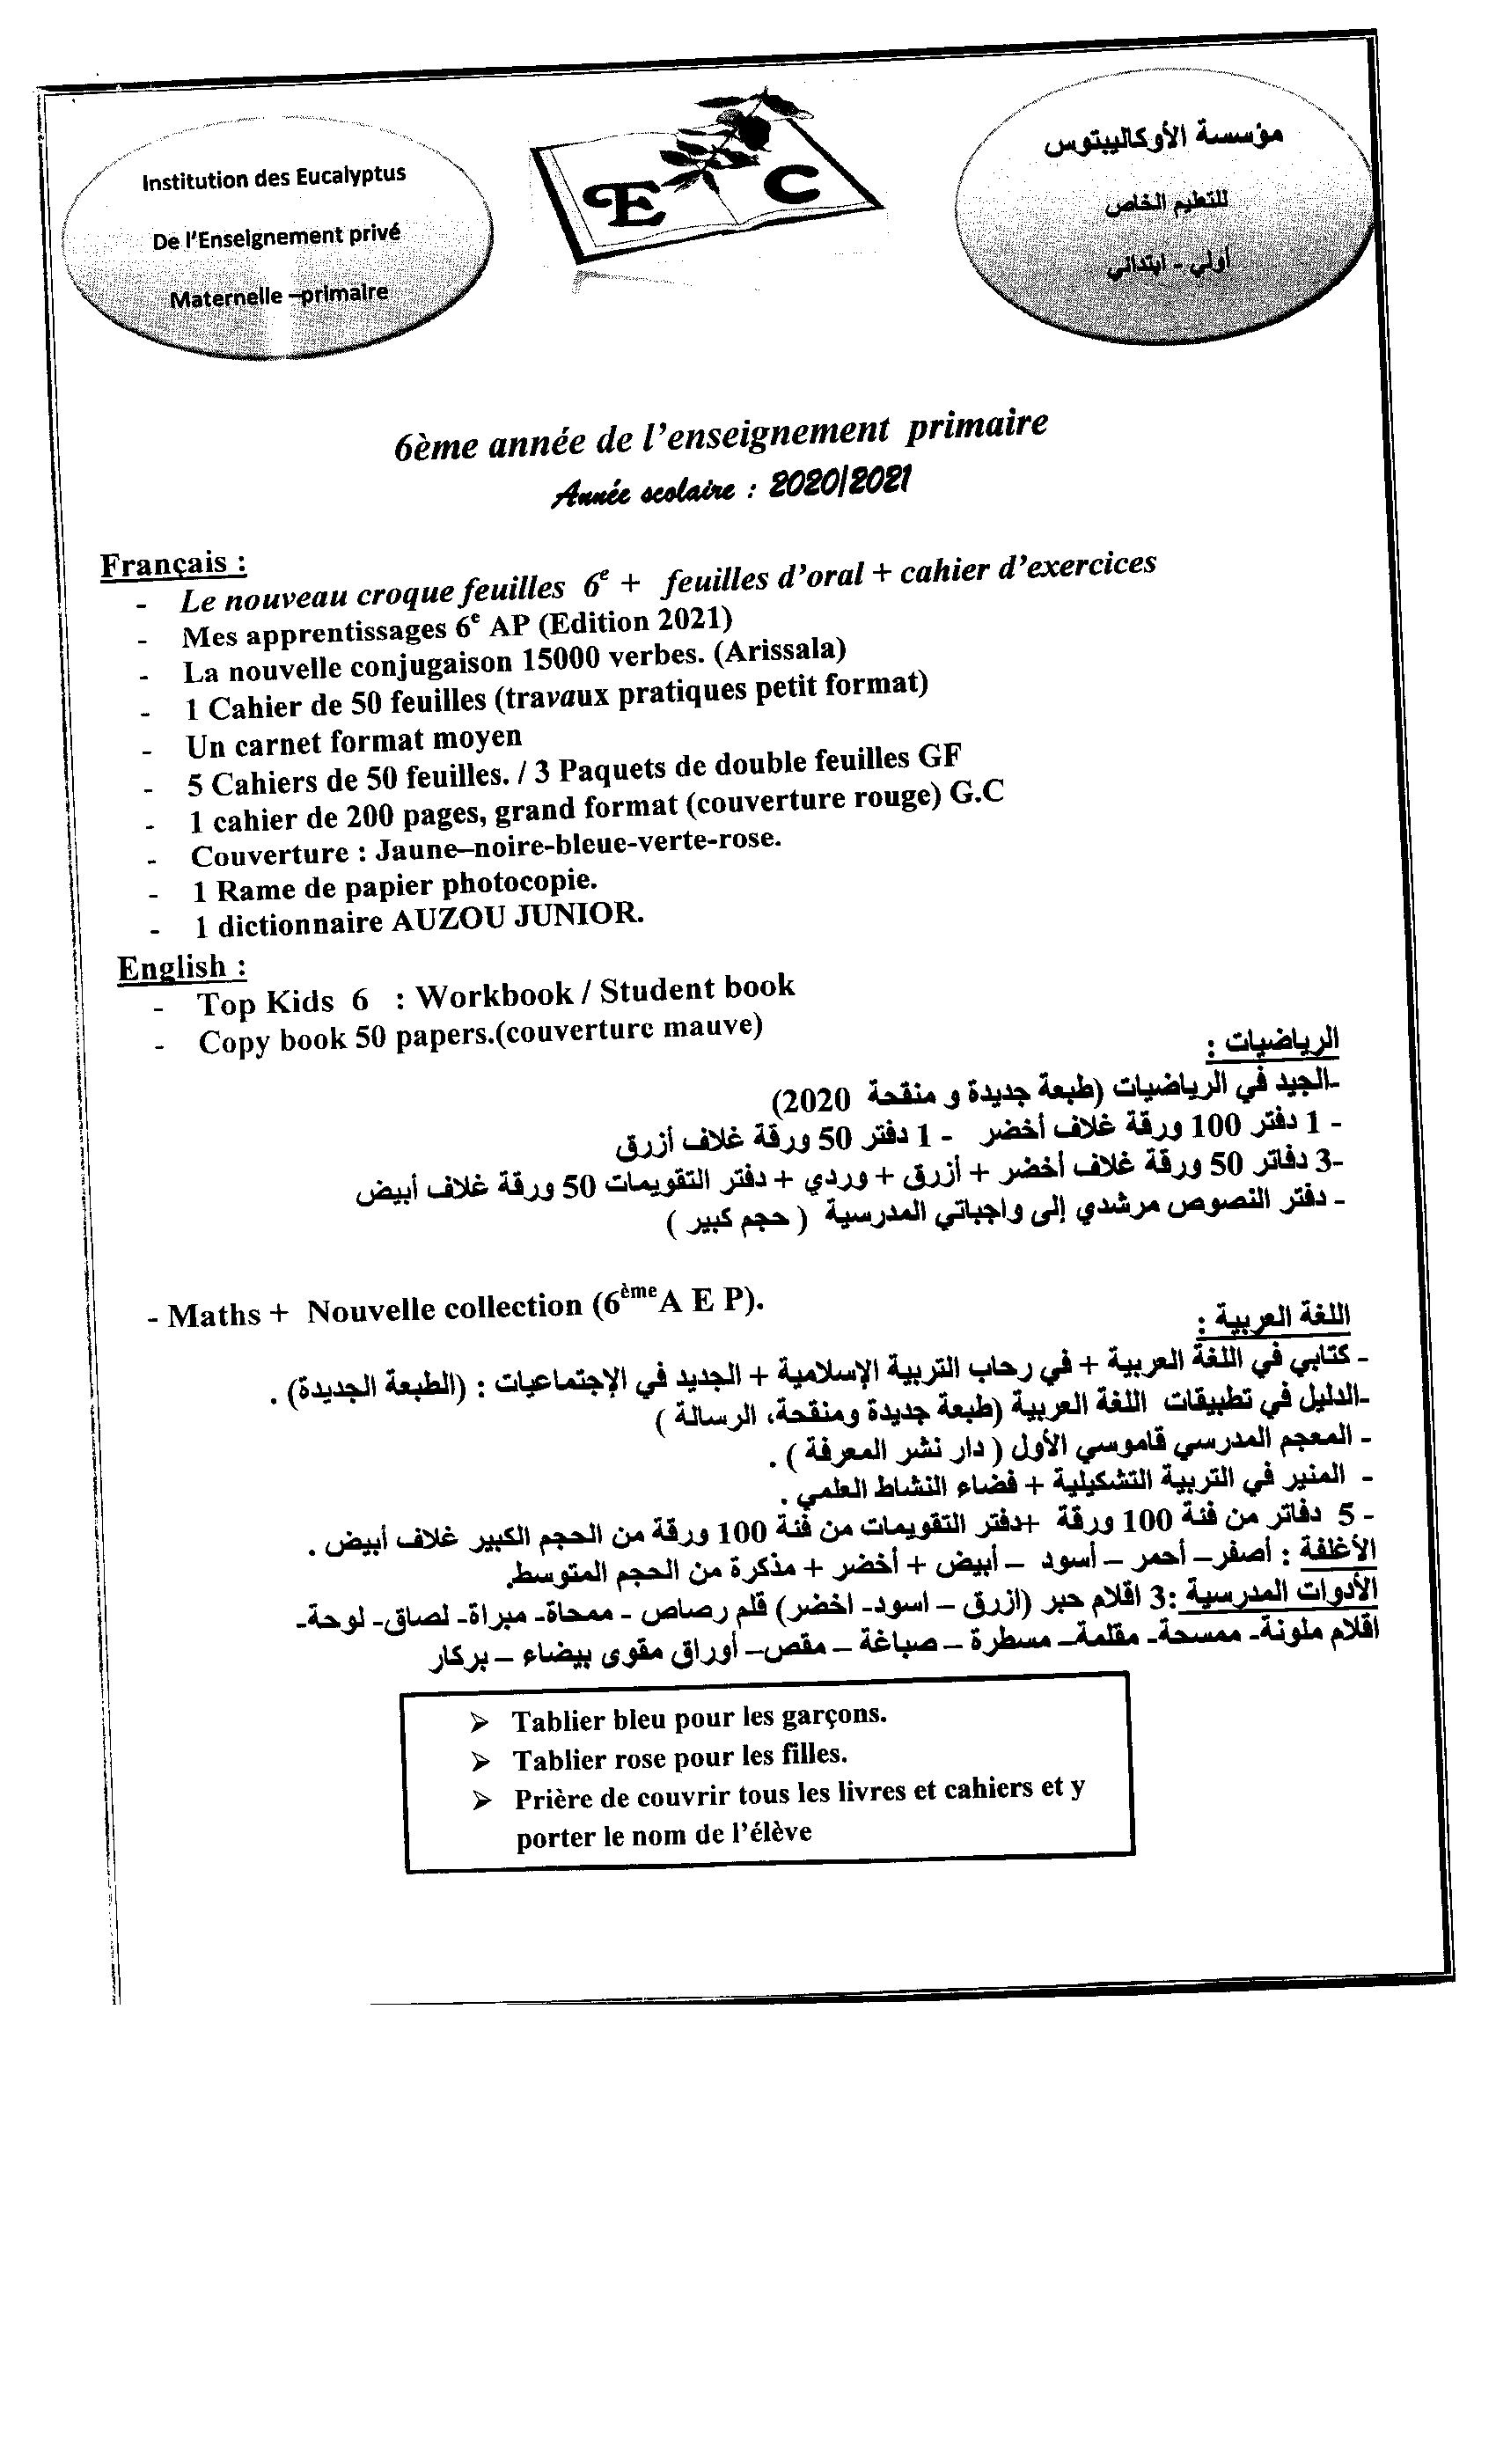 Institution des Eucalyptus
De l'Enseignement privé
Maternelle –primaire
E C
مؤسسة الأوكاليبتوس
للتعليم الخاص
أولي - ابتدائي
6ème année de l'enseignement primaire
Année scolaire : 2020/2021
Français :
- Le nouveau croque feuilles 6e + feuilles d'oral + cahier d'exercices
- Mes apprentissages 6e AP (Edition 2021)
- La nouvelle conjugaison 15000 verbes. (Arissala)
- 1 Cahier de 50 feuilles (travaux pratiques petit format)
- Un carnet format moyen
- 5 Cahiers de 50 feuilles. / 3 Paquets de double feuilles GF
- 1 cahier de 200 pages, grand format (couverture rouge) G.C
- Couverture : Jaune–noire-bleue-verte-rose.
- 1 Rame de papier photocopie.
- 1 dictionnaire AUZOU JUNIOR.
English :
- Top Kids 6 : Workbook / Student book
- Copy book 50 papers.(couverture mauve)
الرياضيات :
-الجيد في الرياضيات (طبعة جديدة و منقحة 2020)
- 1 دفتر 100 ورقة غلاف أخضر - 1 دفتر 50 ورقة غلاف أزرق
-3 دفاتر 50 ورقة غلاف أخضر + أزرق + وردي + دفتر التقويمات 50 ورقة غلاف أبيض
- دفتر النصوص مرشدي إلى واجباتي المدرسية ( حجم كبير )
- Maths + Nouvelle collection (6ème A E P).
اللغة العربية :
- كتابي في اللغة العربية + في رحاب التربية الإسلامية + الجديد في الإجتماعيات : (الطبعة الجديدة) .
-الدليل في تطبيقات اللغة العربية (طبعة جديدة ومنقحة، الرسالة )
- المعجم المدرسي قاموسي الأول ( دار نشر المعرفة ) .
- المنير في التربية التشكيلية + فضاء النشاط العلمي .
- 5 دفاتر من فئة 100 ورقة +دفتر التقويمات من فئة 100 ورقة من الحجم الكبير غلاف أبيض .
الأغلفة : أصفر– أحمر – أسود – أبيض + أخضر + مذكرة من الحجم المتوسط.
الأدوات المدرسية :3 اقلام حبر (ازرق – اسود- اخضر) قلم رصاص - ممحاة- مبراة- لصاق- لوحة-
اقلام ملونة- ممسحة- مقلمة– مسطرة – صباغة – مقص– أوراق مقوى بيضاء – بركار
➢ Tablier bleu pour les garçons.
➢ Tablier rose pour les filles.
➢ Prière de couvrir tous les livres et cahiers et y
porter le nom de l'élève